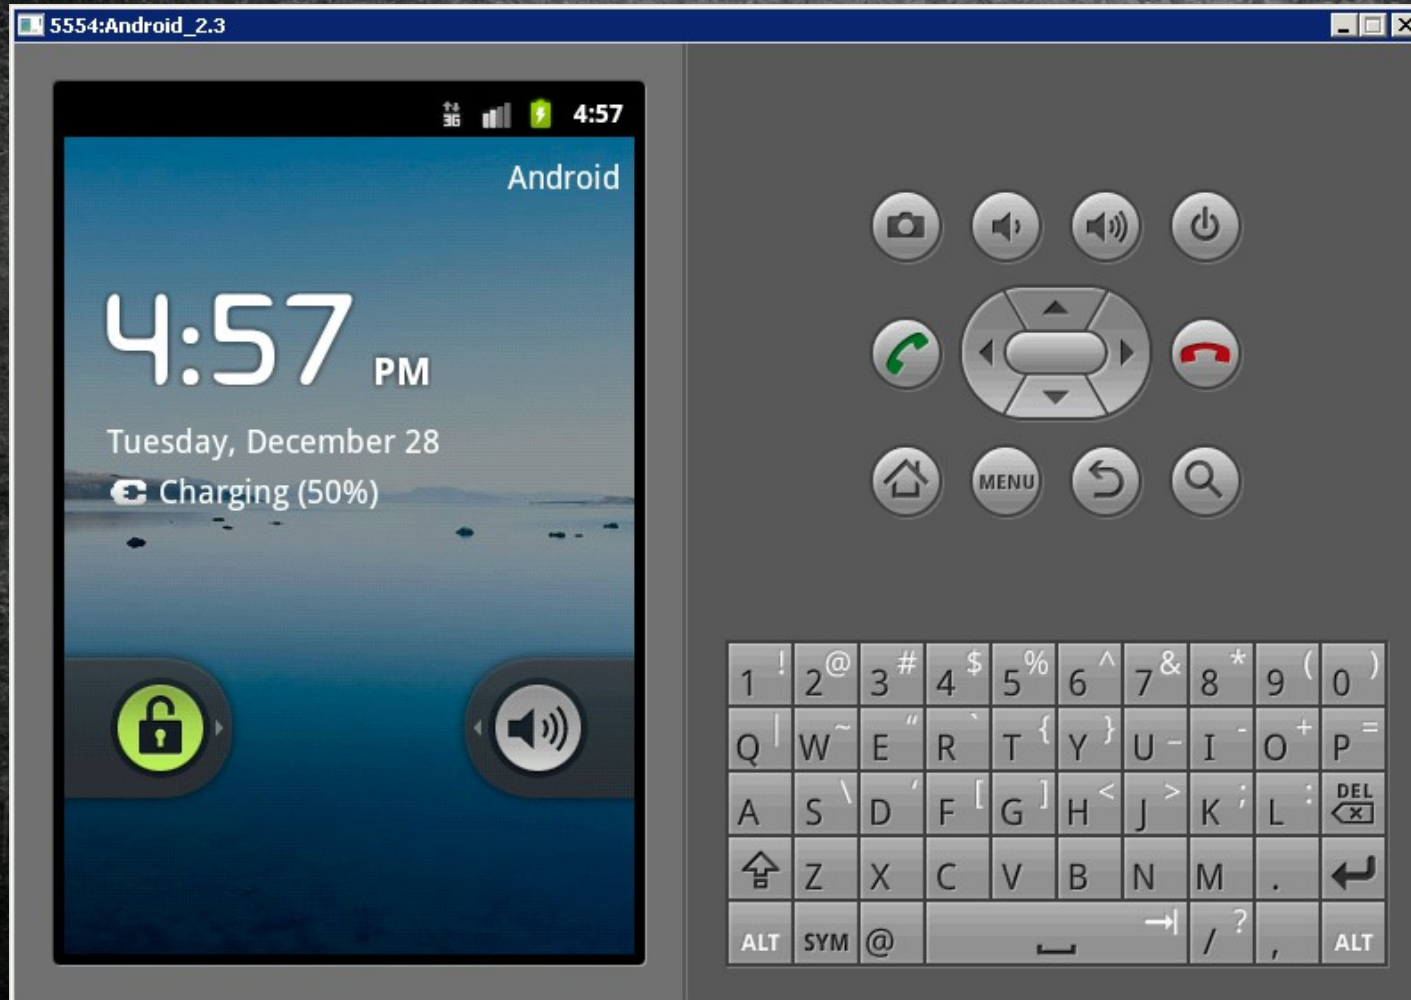 5554:Android_2.3
3G 4:57
Android
4:57 PM
Tuesday, December 28
Charging (50%)
MENU
1 ! 2 @ 3 # 4 $ 5 % 6 ^ 7 & 8 * 9 ( 0 )
Q | W ~ E “ R ` T { Y } U _ I - O + P =
A S \ D ‘ F [ G ] H < J > K ; L : DEL
Z X C V B N M .
ALT SYM @ / ? , ALT